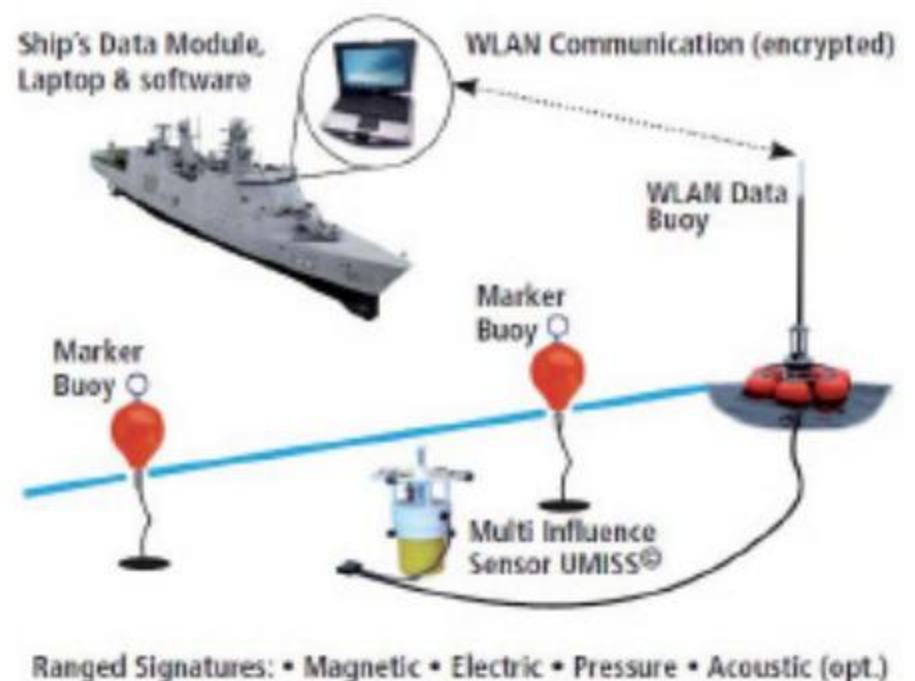 Ship's Data Module,
Laptop & software
WLAN Communication (encrypted)
WLAN Data
Buoy
Marker
Buoy
Marker
Buoy
Multi Influence
Sensor UMISS©
Ranged Signatures: • Magnetic • Electric • Pressure • Acoustic (opt.)